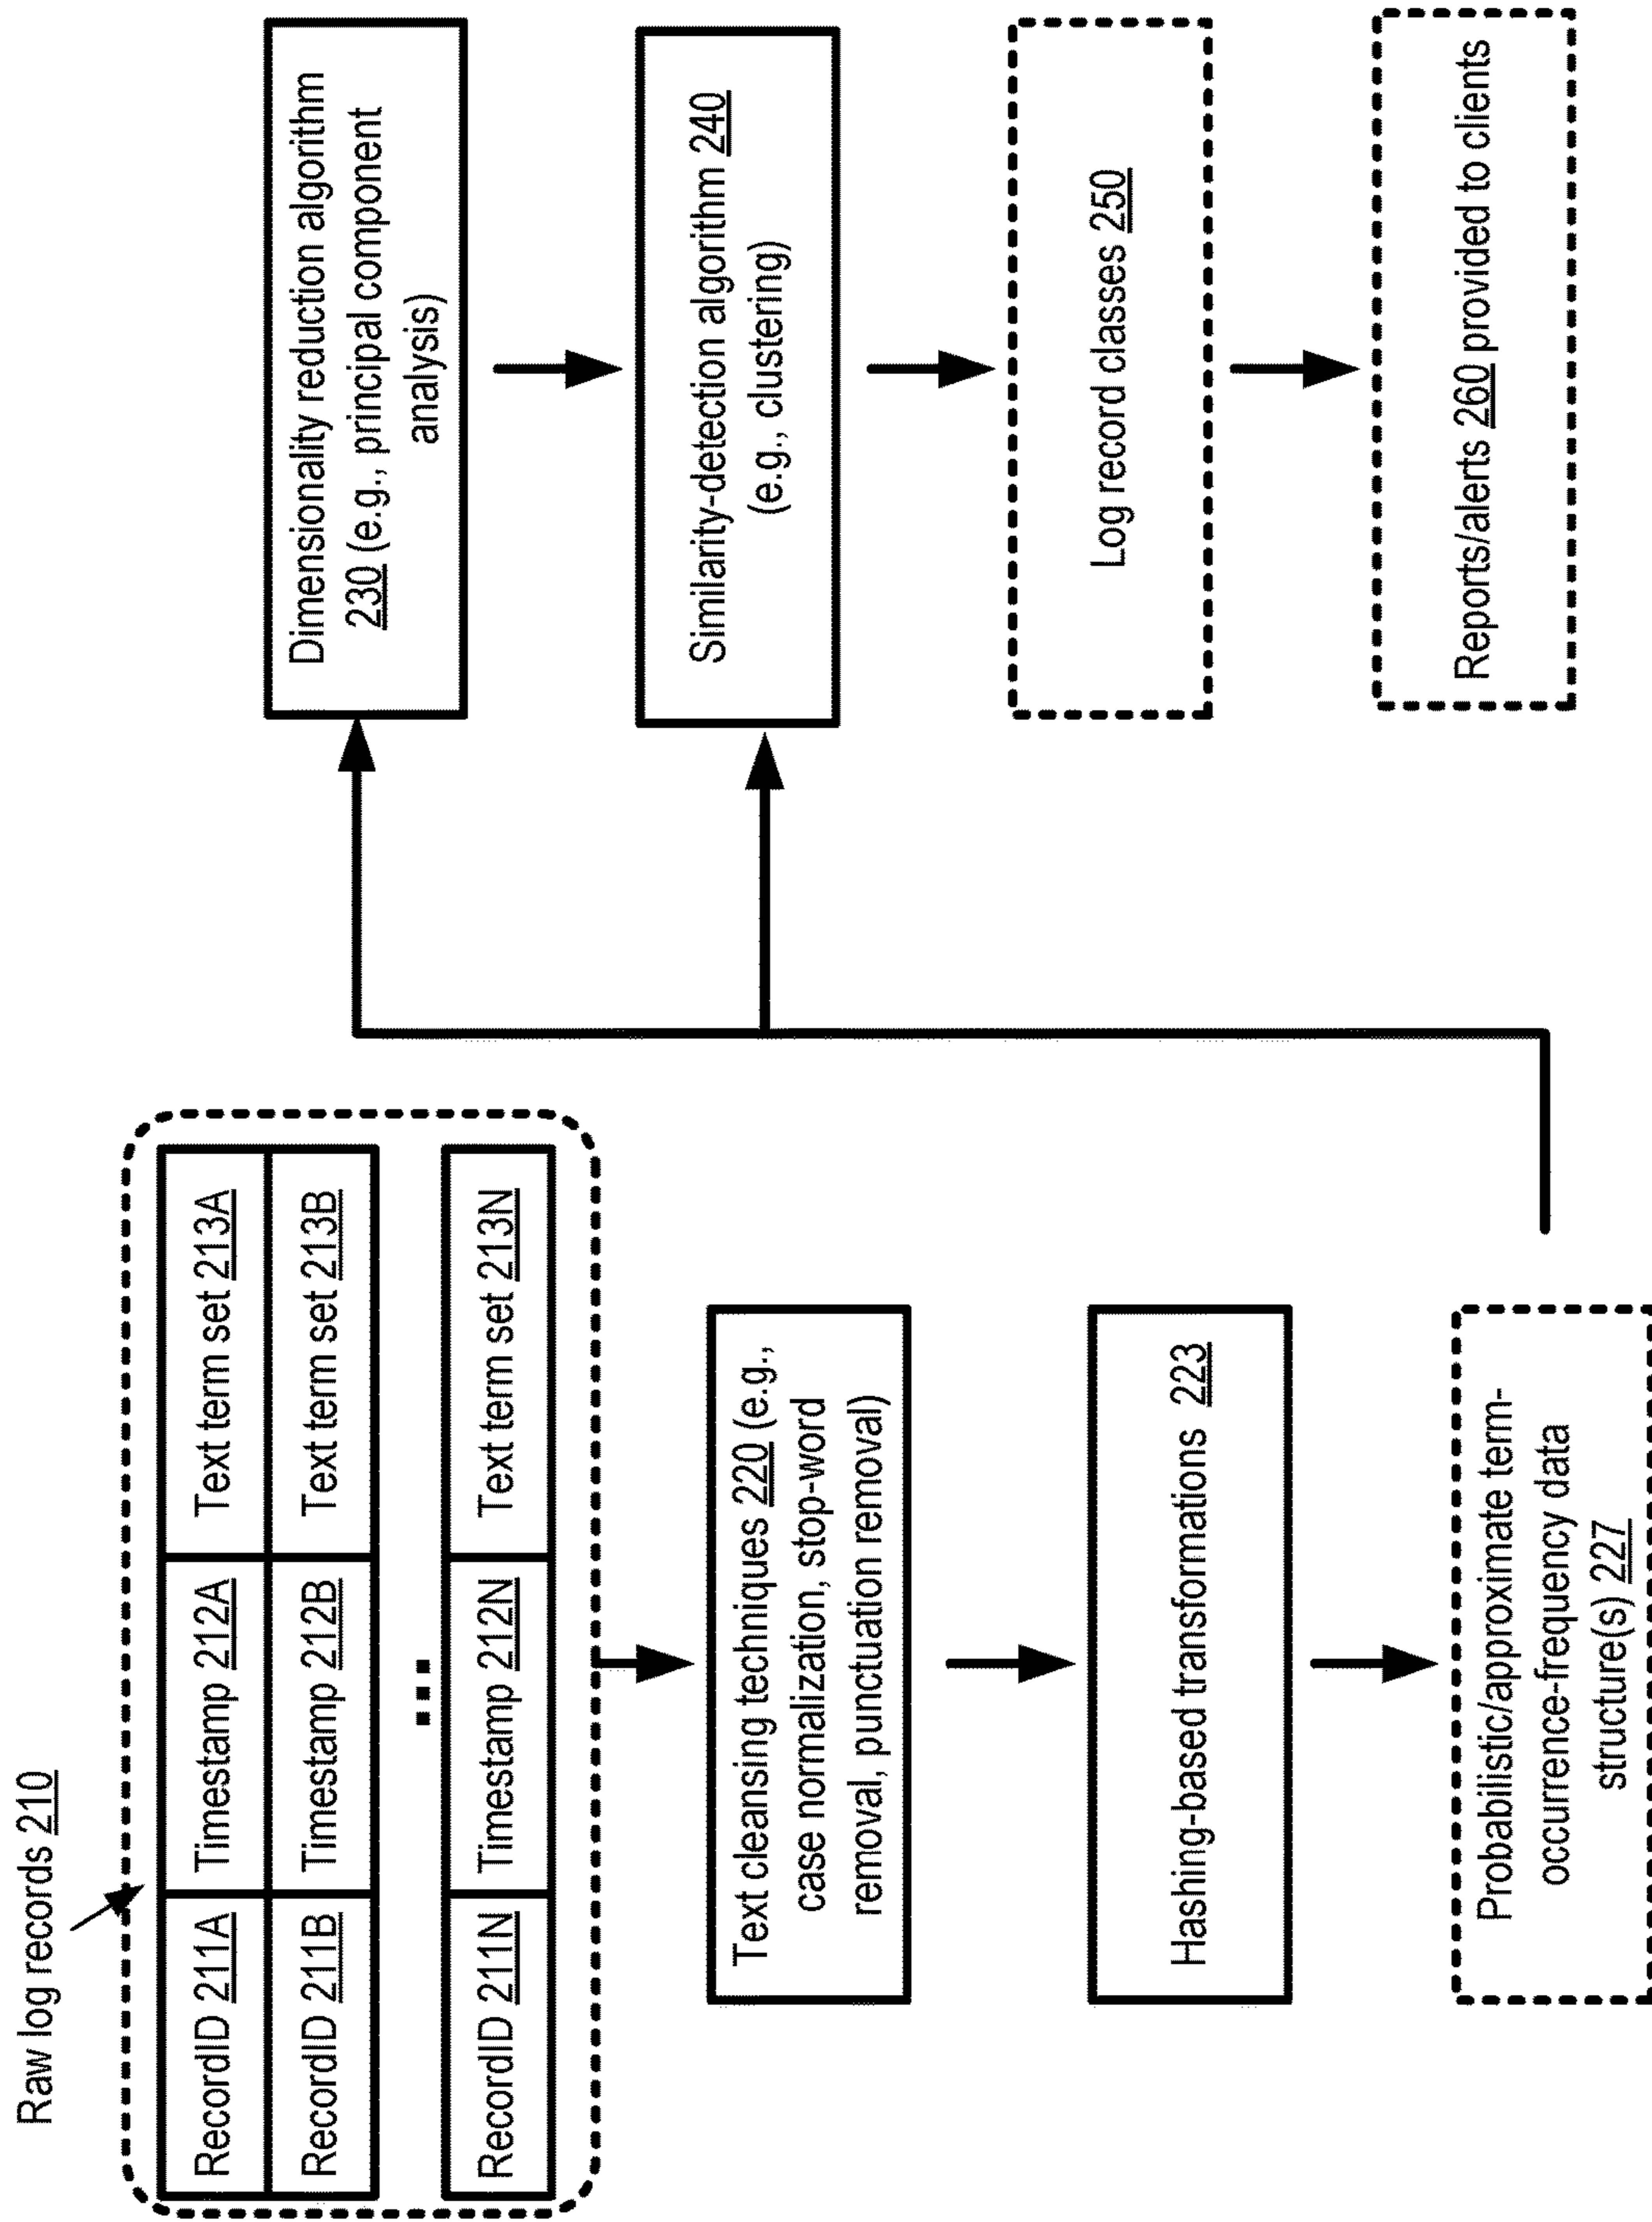 Raw log records 210
RecordID 211A
Timestamp 212A
Text term set 213A
RecordID 211B
Timestamp 212B
Text term set 213B
RecordID 211N
Timestamp 212N
Text term set 213N
Text cleansing techniques 220 (e.g.,
case normalization, stop-word
removal, punctuation removal)
Hashing-based transformations 223
Probabilistic/approximate term-
occurrence-frequency data
structure(s) 227
Dimensionality reduction algorithm
230 (e.g., principal component
analysis)
Similarity-detection algorithm 240
(e.g., clustering)
Log record classes 250
Reports/alerts 260 provided to clients